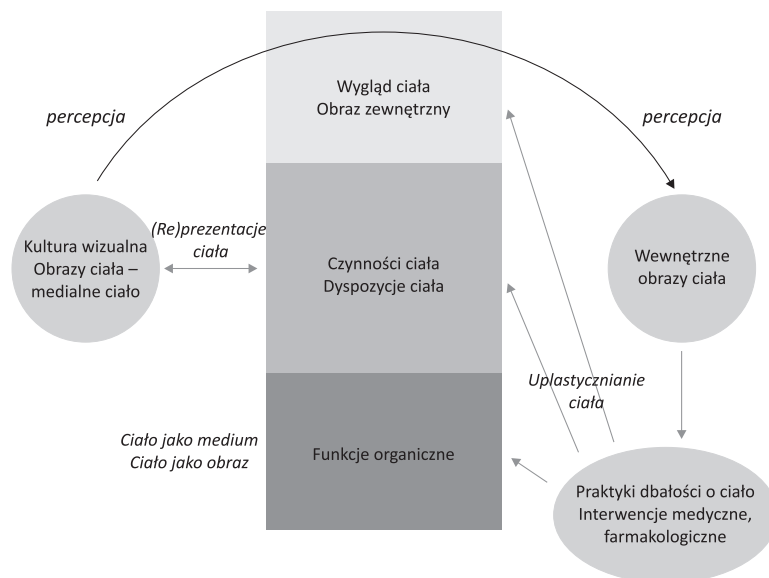 Wygląd ciała
Obraz zewnętrzny
percepcja
percepcja
Kultura wizualna
Obrazy ciała –
medialne ciało
(Re)prezentacje
ciała
Czynności ciała
Dyspozycje ciała
Wewnętrzne
obrazy ciała
Uplastycznianie
ciała
Ciało jako medium
Ciało jako obraz
Funkcje organiczne
Praktyki dbałości o ciało
Interwencje medyczne,
farmakologiczne